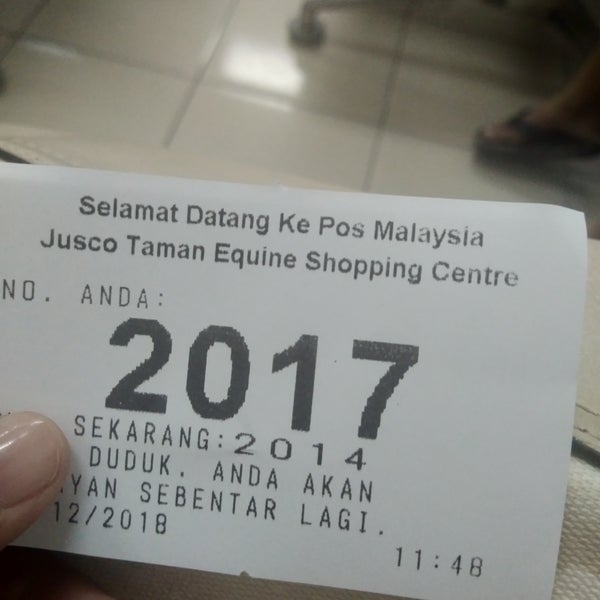 Selamat Datang Ke Pos Malaysia
Jusco Taman Equine Shopping Centre
NO. ANDA:
2017
SEKARANG: 2014
DUDUK. ANDA AKAN
YAN SEBENTAR LAGI.
12/2018
11:48